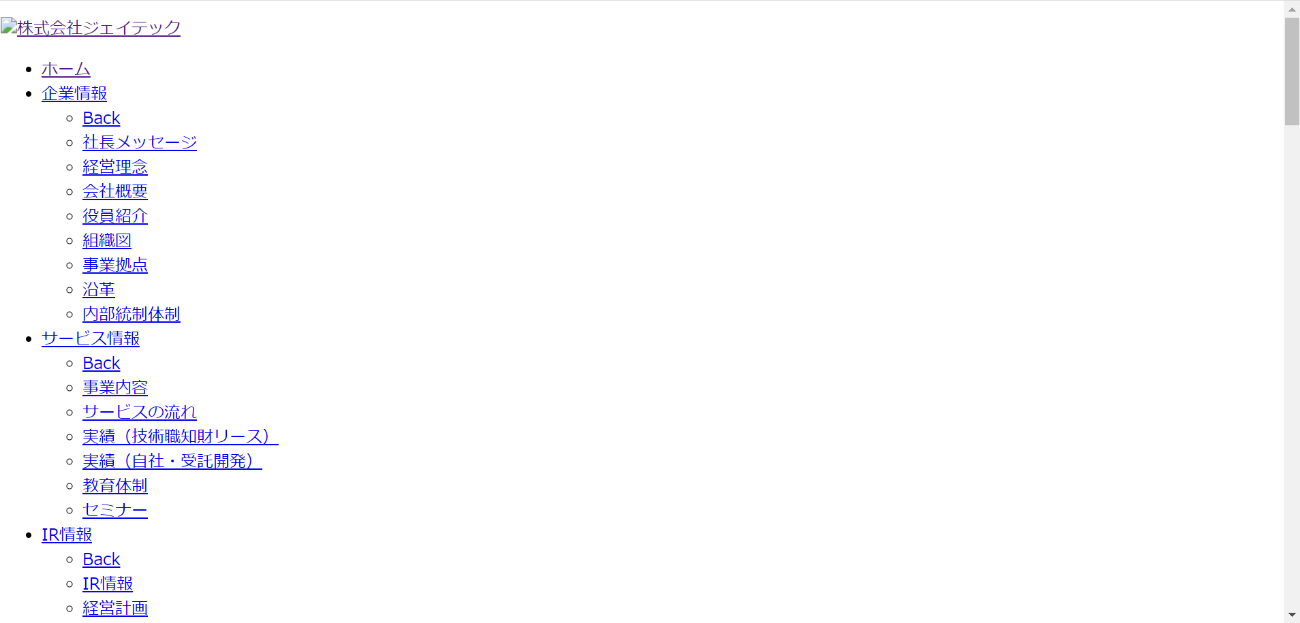 株式会社ジェイテック
ホーム
企業情報
Back
社長メッセージ
経営理念
会社概要
役員紹介
組織図
事業拠点
沿革
内部統制体制
サービス情報
Back
事業内容
サービスの流れ
実績（技術職知財リース）
実績（自社・受託開発）
教育体制
セミナー
IR情報
Back
IR情報
経営計画